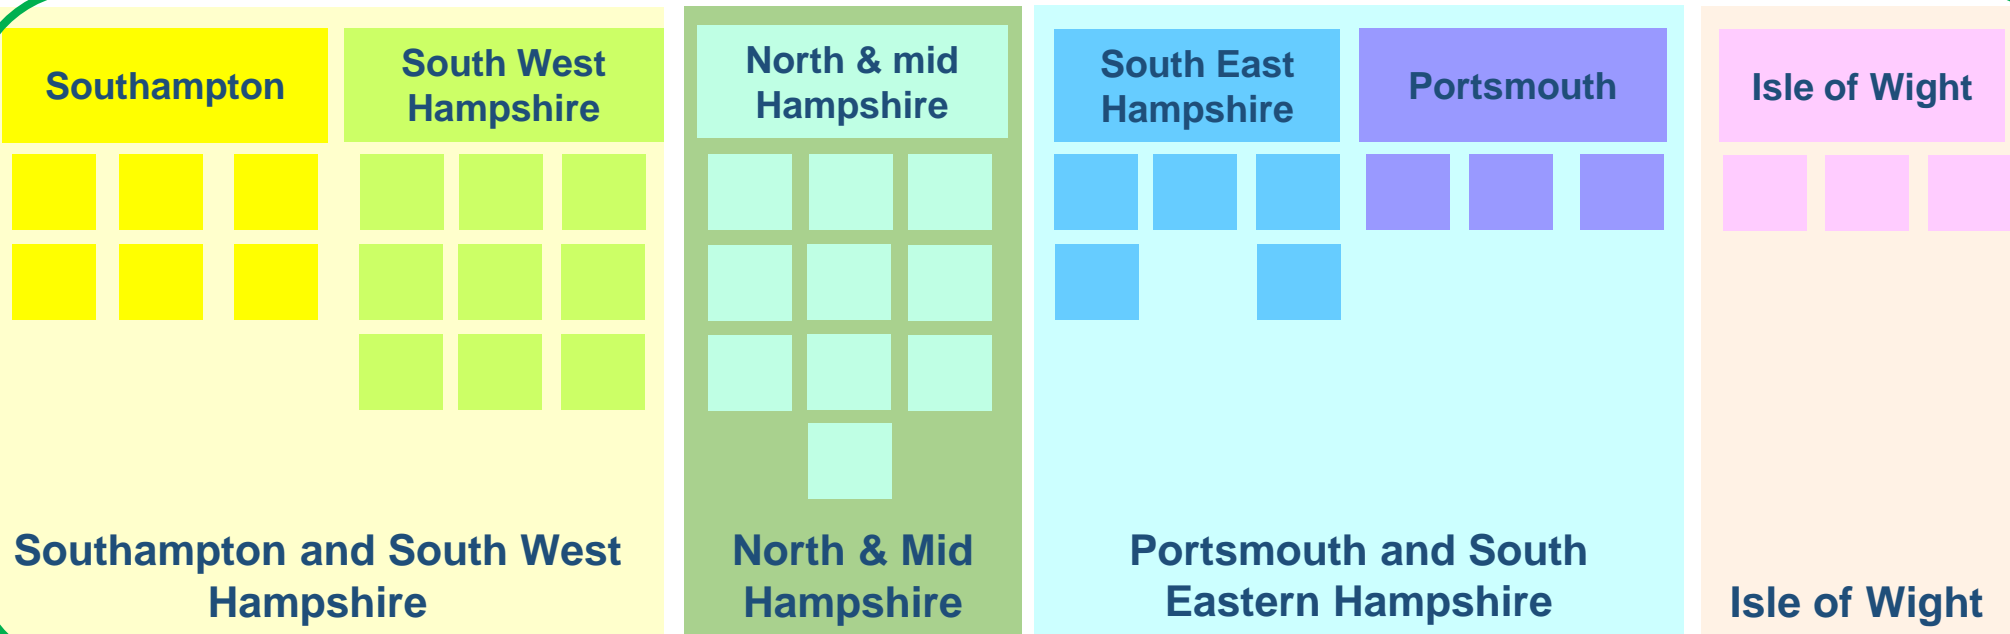 Southampton
South West
Hampshire
North & mid
Hampshire
South East
Hampshire
Portsmouth
Isle of Wight
Southampton and South West
Hampshire
North & Mid
Hampshire
Portsmouth and South
Eastern Hampshire
Isle of Wight